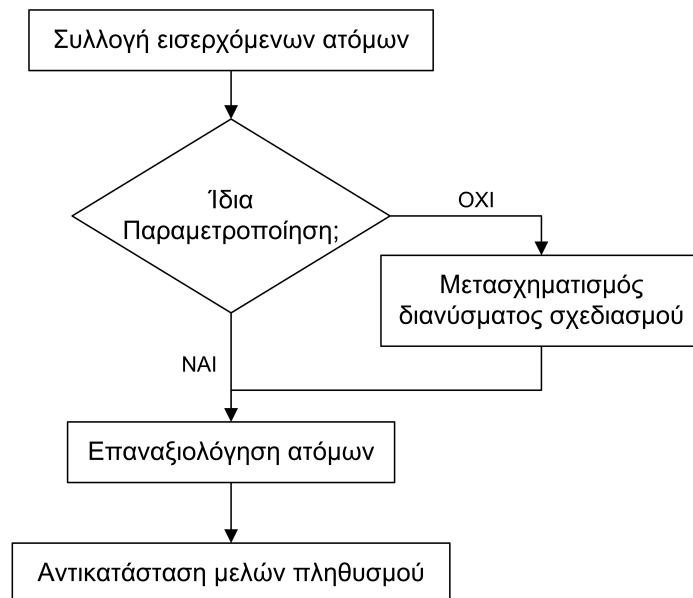 Συλλογή εισερχόμενων ατόμων
Ίδια
Παραμετροποίηση;
ΟΧΙ
Μετασχηματισμός
διανύσματος σχεδιασμού
ΝΑΙ
Επαναξιολόγηση ατόμων
Αντικατάσταση μελών πληθυσμού